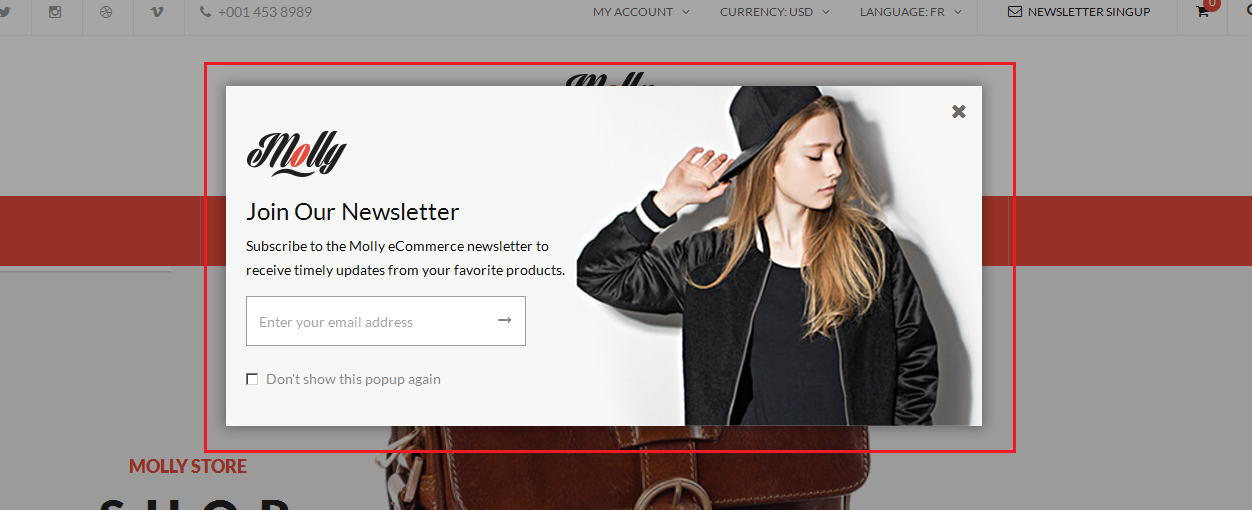 +001 453 8989
MY ACCOUNT
CURRENCY: USD
LANGUAGE: FR
NEWSLETTER SINGUP
0
Molly
Molly
Join Our Newsletter
Subscribe to the Molly eCommerce newsletter to
receive timely updates from your favorite products.
Enter your email address
Don't show this popup again
MOLLY STORE
SHOP